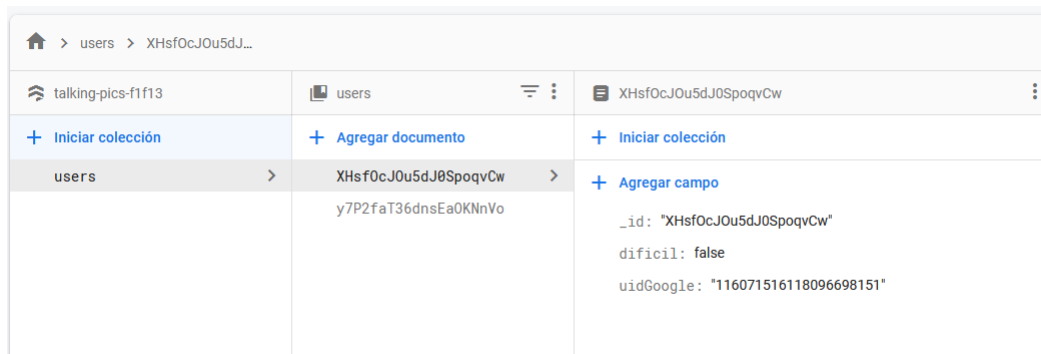 users > XHsfOcJOu5dJ...
talking-pics-f1f13
users
XHsfOcJOu5dJ0SpoqvCw
+ Iniciar colección
+ Agregar documento
+ Iniciar colección
users
XHsfOcJOu5dJ0SpoqvCw
y7P2faT36dnsEaOKNnVo
+ Agregar campo
_id: "XHsfOcJOu5dJ0SpoqvCw"
dificil: false
uidGoogle: "116071516118096698151"